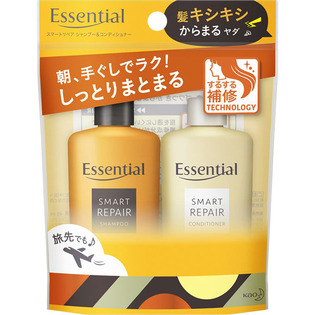 Essential
スマートリペア シャンプー&コンディショナー
髪キシキシ
からまるヤダ
朝、手ぐしでラク!
しっとりまとまる
するする
補修
TECHNOLOGY
Essential
SMART
REPAIR
SHAMPOO
Essential
SMART
REPAIR
CONDITIONER
旅先でも♪
Kao